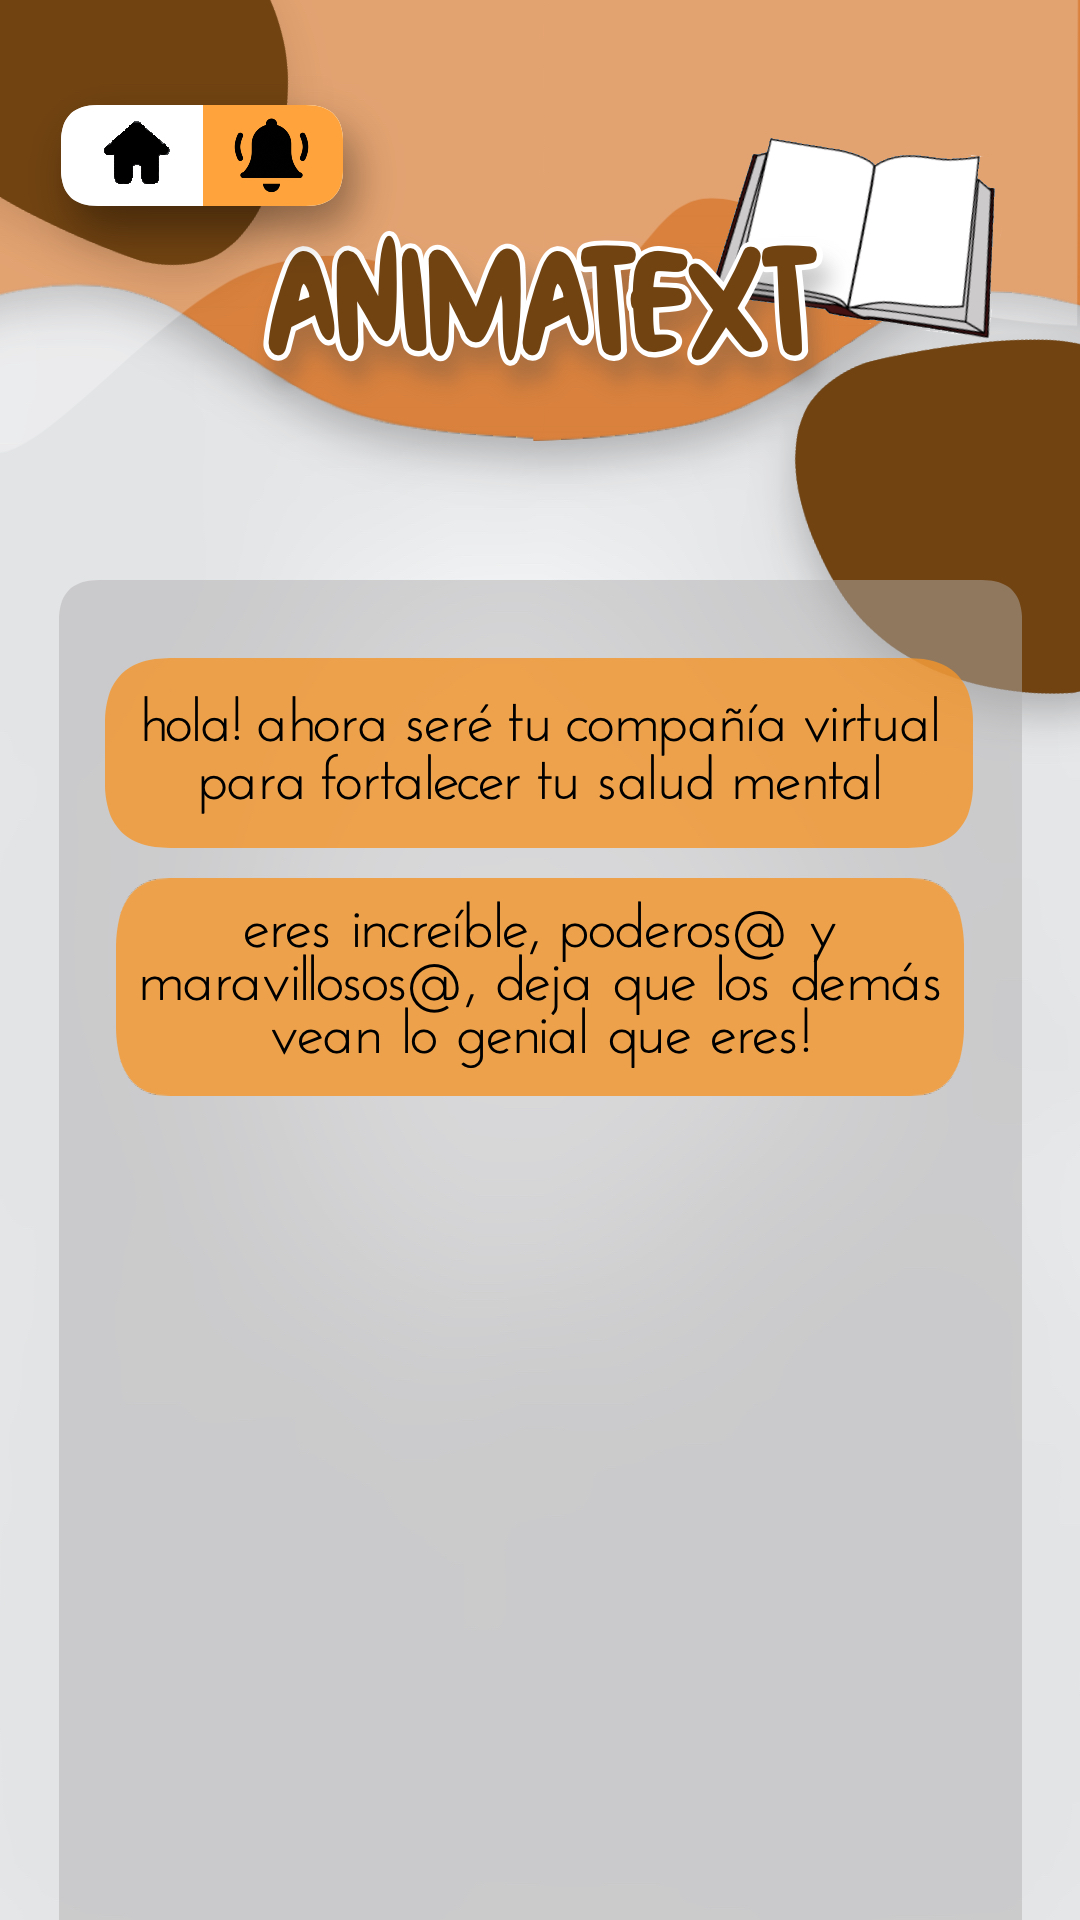 ANIMATEXT
hola! ahora seré tu compañía virtual
para fortalecer tu salud mental
eres increíble, poderos@ y
maravillosos@, deja que los demás
vean lo genial que eres!